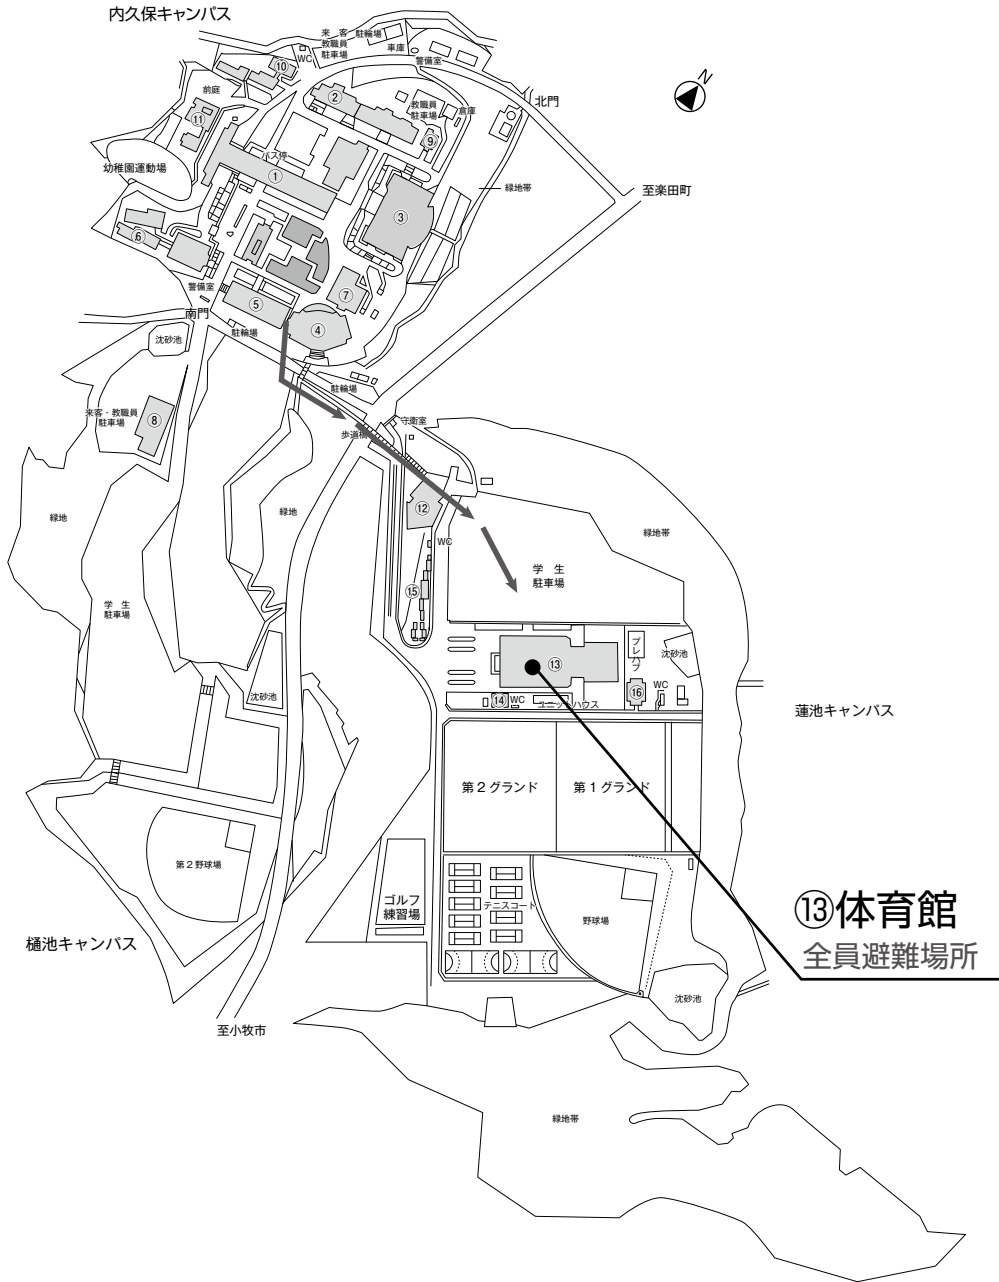 内久保キャンパス
来 客
教職員
駐車場
駐輪場
車庫
WC
警備室
N
⑩
前庭
②
教職員
駐車場
倉庫
北門
⑪
⑨
バス停
幼稚園運動場
①
緑地帯
至楽田町
③
⑥
警備室
⑦
⑤
南門
④
駐輪場
沈砂池
駐輪場
来客・教職員
駐車場
⑧
守衛室
歩道橋
緑地
緑地
⑫
WC
緑地帯
学 生
駐車場
⑮
学 生
駐車場
プレハブ
沈砂池
⑬
沈砂池
⑭
WC
ユニットハウス
⑯
WC
蓮池キャンパス
第2グランド
第1グランド
第2野球場
ゴルフ
練習場
テニスコート
野球場
⑬体育館
全員避難場所
樋池キャンパス
沈砂池
至小牧市
緑地帯